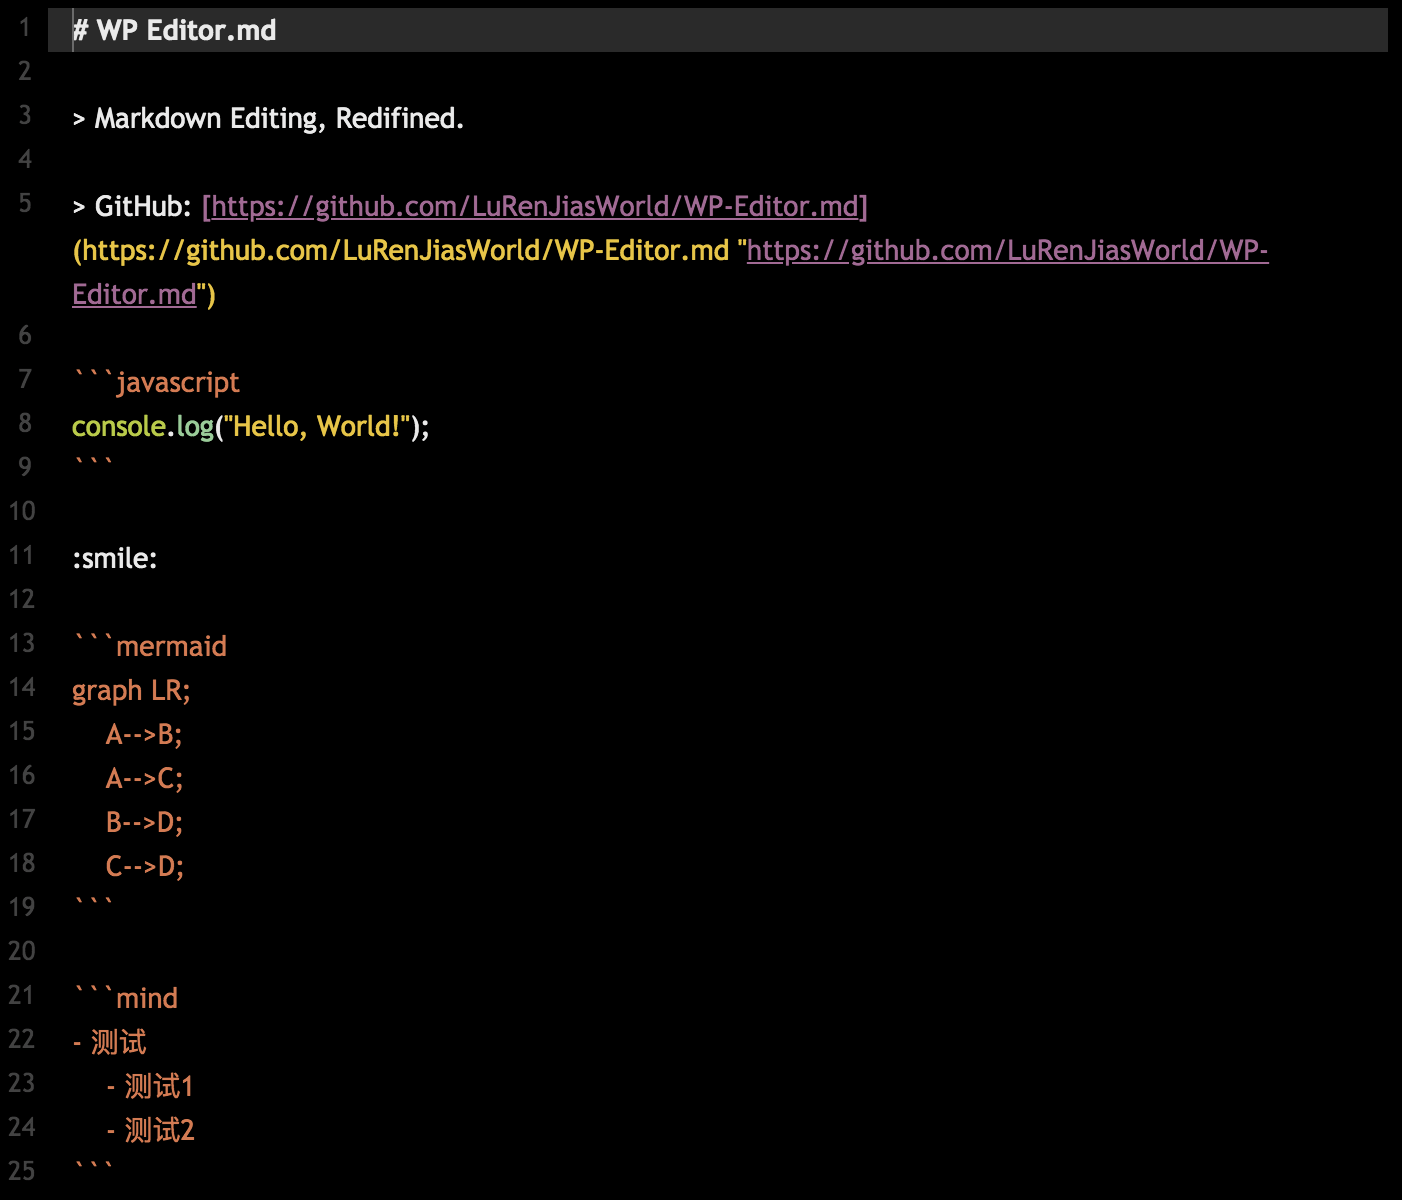 1 # WP Editor.md
2
3 > Markdown Editing, Redifined.
4
5 > GitHub: [https://github.com/LuRenJiasWorld/WP-Editor.md]
(https://github.com/LuRenJiasWorld/WP-Editor.md "https://github.com/LuRenJiasWorld/WP-
Editor.md")
6
7 ```javascript
8 console.log("Hello, World!");
9 ```
10
11 :smile:
12
13 ```mermaid
14 graph LR;
15     A-->B;
16     A-->C;
17     B-->D;
18     C-->D;
19 ```
20
21 ```mind
22 - 测试
23     - 测试1
24     - 测试2
25 ```